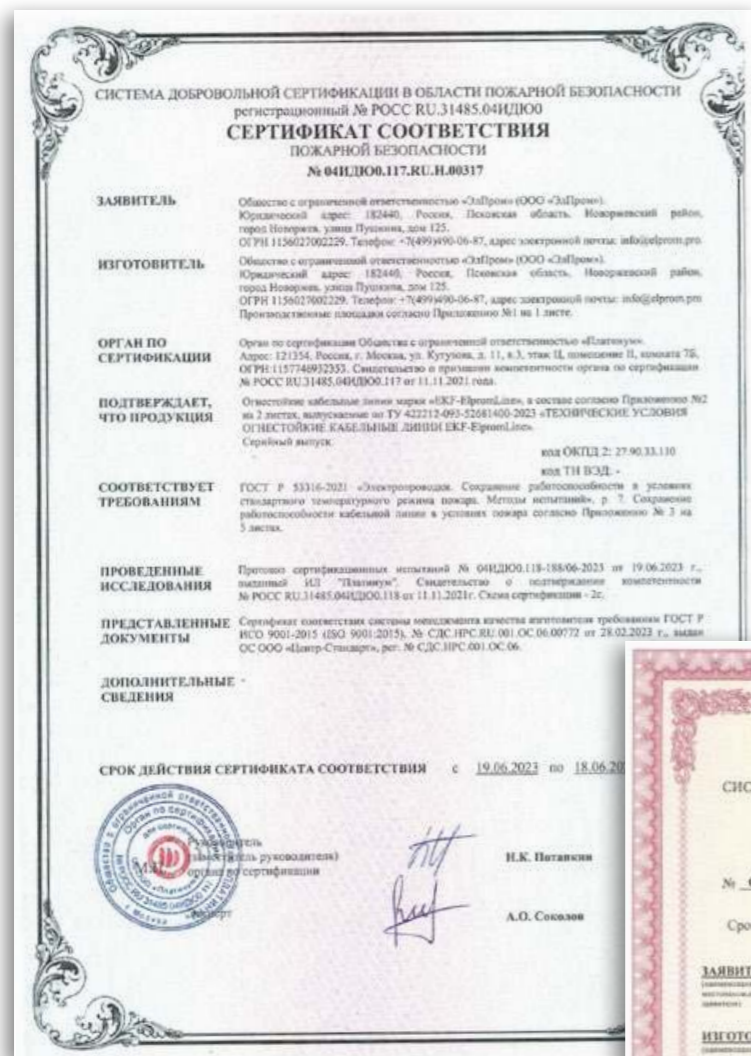 СИСТЕМА ДОБРОВОЛЬНОЙ СЕРТИФИКАЦИИ В ОБЛАСТИ ПОЖАРНОЙ БЕЗОПАСНОСТИ
регистрационный № РОСС RU.31485.04ИДЮ0
СЕРТИФИКАТ СООТВЕТСТВИЯ
ПОЖАРНОЙ БЕЗОПАСНОСТИ
№ 04ИДЮ0.117.RU.Н.00317
ЗАЯВИТЕЛЬ
Общество с ограниченной ответственностью «ЭлПром» (ООО «ЭлПром»).
Юридический адрес: 182440, Россия, Псковская область, Новоржевский район,
город Новоржев, улица Пушкина, дом 125.
ОГРН 1156027002229. Телефон: +7(499)490-06-87, адрес электронной почты: info@elprom.pro.
ИЗГОТОВИТЕЛЬ
Общество с ограниченной ответственностью «ЭлПром» (ООО «ЭлПром»).
Юридический адрес: 182440, Россия, Псковская область, Новоржевский район,
город Новоржев, улица Пушкина, дом 125.
ОГРН 1156027002229. Телефон: +7(499)490-06-87, адрес электронной почты: info@elprom.pro
Производственные площадки согласно Приложению №1 на 1 листе.
ОРГАН ПО
СЕРТИФИКАЦИИ
Орган по сертификации Общества с ограниченной ответственностью «Платинум».
Адрес: 121354, Россия, г. Москва, ул. Кутузова, д. 11, к.3, этаж Ц, помещение II, комната 7Б,
ОГРН:1157746932353. Свидетельство о признании компетентности органа по сертификации
№ РОСС RU.31485.04ИДЮ0.117 от 11.11.2021 года.
ПОДТВЕРЖДАЕТ,
ЧТО ПРОДУКЦИЯ
Огнестойкие кабельные линии марки «EKF-ElpromLine», в составе согласно Приложению №2
на 2 листах, выпускаемые по ТУ 422212-093-52681400-2023 «ТЕХНИЧЕСКИЕ УСЛОВИЯ
ОГНЕСТОЙКИЕ КАБЕЛЬНЫЕ ЛИНИИ EKF-ElpromLine».
Серийный выпуск.
код ОКПД 2: 27.90.33.110
код ТН ВЭД: -
СООТВЕТСТВУЕТ
ТРЕБОВАНИЯМ
ГОСТ Р 53316-2021 «Электропроводки. Сохранение работоспособности в условиях
стандартного температурного режима пожара. Методы испытаний», р. 7. Сохранение
работоспособности кабельной линии в условиях пожара согласно Приложению № 3 на
5 листах.
ПРОВЕДЕННЫЕ
ИССЛЕДОВАНИЯ
Протокол сертификационных испытаний № 04ИДЮ0.118-188/06-2023 от 19.06.2023 г.,
выданный ИЛ "Платинум". Свидетельство о подтверждении компетентности
№ РОСС RU.31485.04ИДЮ0.118 от 11.11.2021г. Схема сертификации - 2с.
ПРЕДСТАВЛЕННЫЕ
ДОКУМЕНТЫ
Сертификат соответствия системы менеджмента качества изготовителя требованиям ГОСТ Р
ИСО 9001-2015 (ISO 9001:2015), № СДС.НРС.RU.001.ОС.06.00772 от 28.02.2023 г., выдан
ОС ООО «Центр-Стандарт», рег. № СДС.НРС.001.ОС.06.
ДОПОЛНИТЕЛЬНЫЕ -
СВЕДЕНИЯ
СРОК ДЕЙСТВИЯ СЕРТИФИКАТА СООТВЕТСТВИЯ с 19.06.2023 по 18.06.20
Руководитель
(заместитель руководителя)
органа по сертификации
М.П.
Н.К. Потапкин
Эксперт
А.О. Соколов
СИС
№
Сро
ЗАЯВИТ
ИЗГОТО